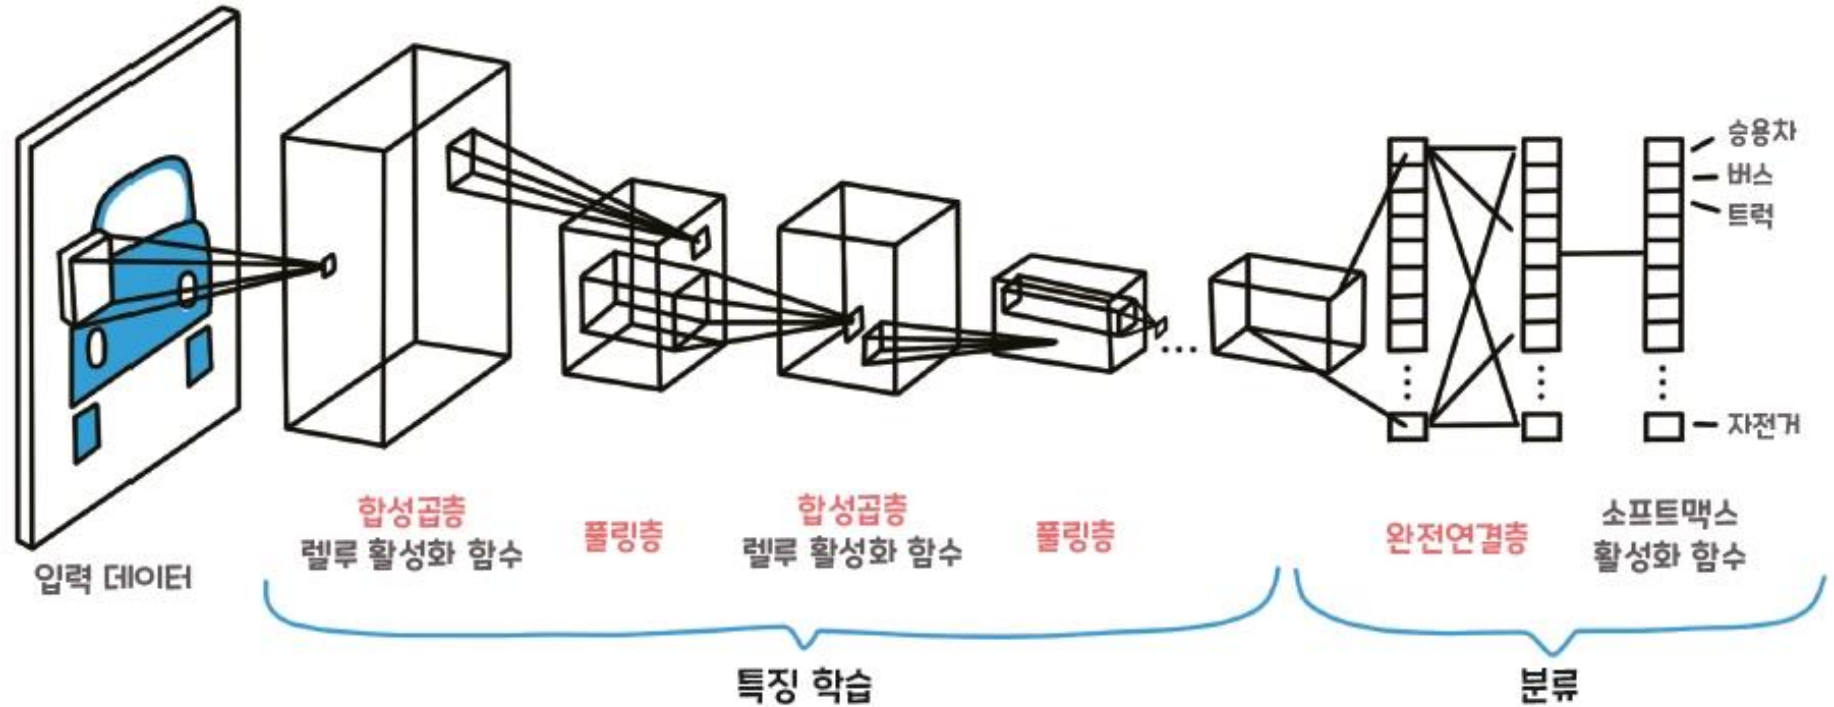 승용차
버스
트럭
자전거
합성곱층
렐루 활성화 함수
풀링층
합성곱층
렐루 활성화 함수
풀링층
완전연결층
소프트맥스
활성화 함수
입력 데이터
특징 학습
분류